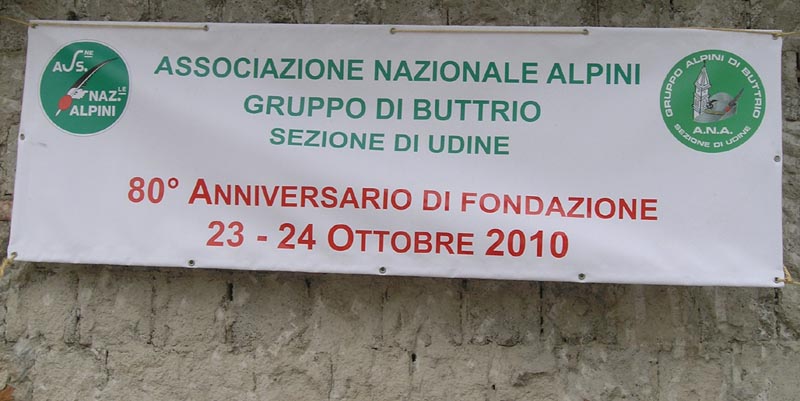 ASSOCIAZIONE NAZIONALE ALPINI
GRUPPO DI BUTTRIO
SEZIONE DI UDINE
80° ANNIVERSARIO DI FONDAZIONE
23 - 24 OTTOBRE 2010
ASS.NE
NAZ.LE
ALPINI
GRUPPO ALPINI DI BUTTRIO
A.N.A.
SEZIONE DI UDINE